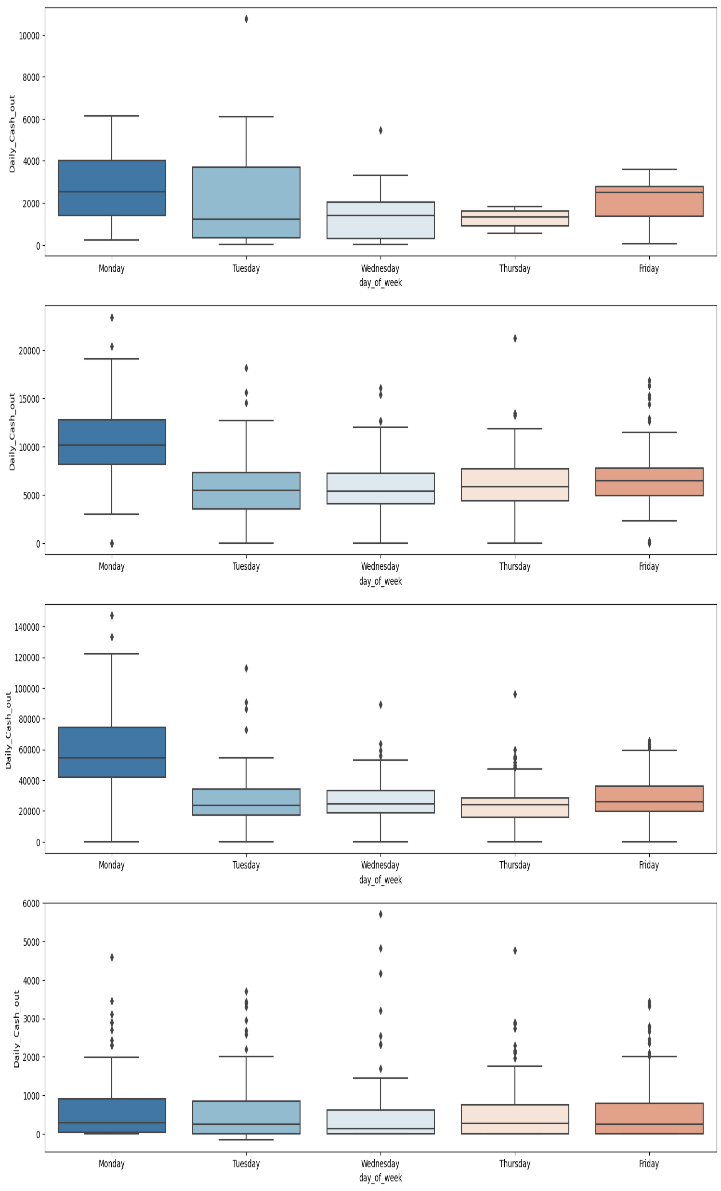 10000
8000
6000
4000
2000
0
Daily_Cash_out
Monday Tuesday Wednesday Thursday Friday
day_of_week
20000
15000
10000
5000
0
Daily_Cash_out
Monday Tuesday Wednesday Thursday Friday
day_of_week
140000
120000
100000
80000
60000
40000
20000
0
Daily_Cash_out
Monday Tuesday Wednesday Thursday Friday
day_of_week
6000
5000
4000
3000
2000
1000
0
Daily_Cash_out
Monday Tuesday Wednesday Thursday Friday
day_of_week